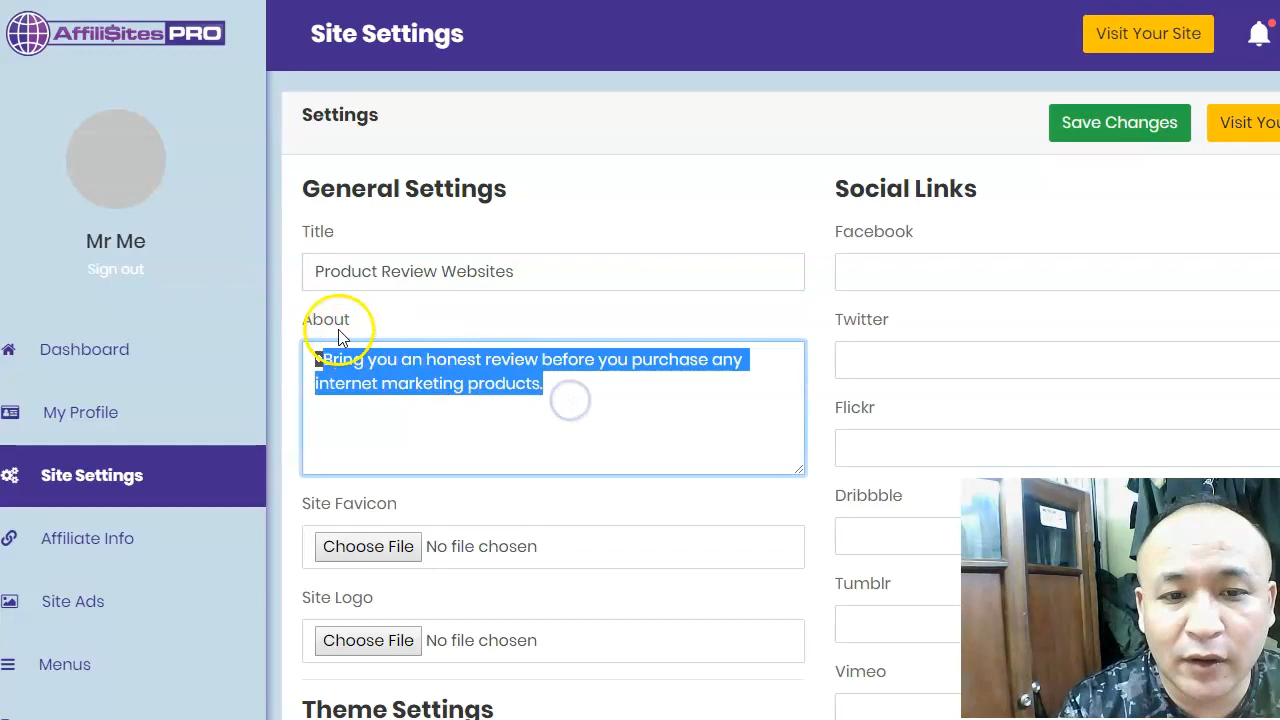 Affili$ites PRO
Site Settings
Visit Your Site
Mr Me
Sign out
Dashboard
My Profile
Site Settings
Affiliate Info
Site Ads
Menus
Settings
Save Changes
Visit You
General Settings
Title
Product Review Websites
About
Bring you an honest review before you purchase any
internet marketing products.
Site Favicon
Choose File No file chosen
Site Logo
Choose File No file chosen
Theme Settings
Social Links
Facebook
Twitter
Flickr
Dribbble
Tumblr
Vimeo